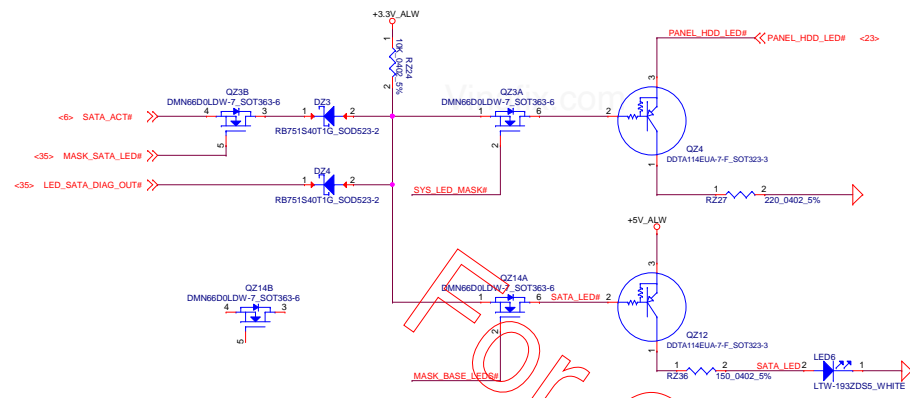 +3.3V_ALW
1
10K_0402_5%
RZ24
2
PANEL_HDD_LED#
PANEL_HDD_LED# <23>
3
QZ3B
DMN66D0LDW-7_SOT363-6
DZ3
QZ3A
DMN66D0LDW-7_SOT363-6
<6> SATA_ACT#
4 3 1 2 1 6 2
RB751S40T1G_SOD523-2
5
2
QZ4
DDTA114EUA-7-F_SOT323-3
<35> MASK_SATA_LED#
DZ4
1
<35> LED_SATA_DIAG_OUT#
1 2
SYS_LED_MASK#
RB751S40T1G_SOD523-2
1 2
RZ27 220_0402_5%
+5V_ALW
3
QZ14B
DMN66D0LDW-7_SOT363-6
4 3
5
QZ14A
DMN66D0LDW-7_SOT363-6
1 6 SATA_LED# 2
2
QZ12
DDTA114EUA-7-F_SOT323-3
1
MASK_BASE_LEDS#
1 2 SATA_LED 2 LED6 1
RZ36 150_0402_5%
LTW-193ZDS5_WHITE
For